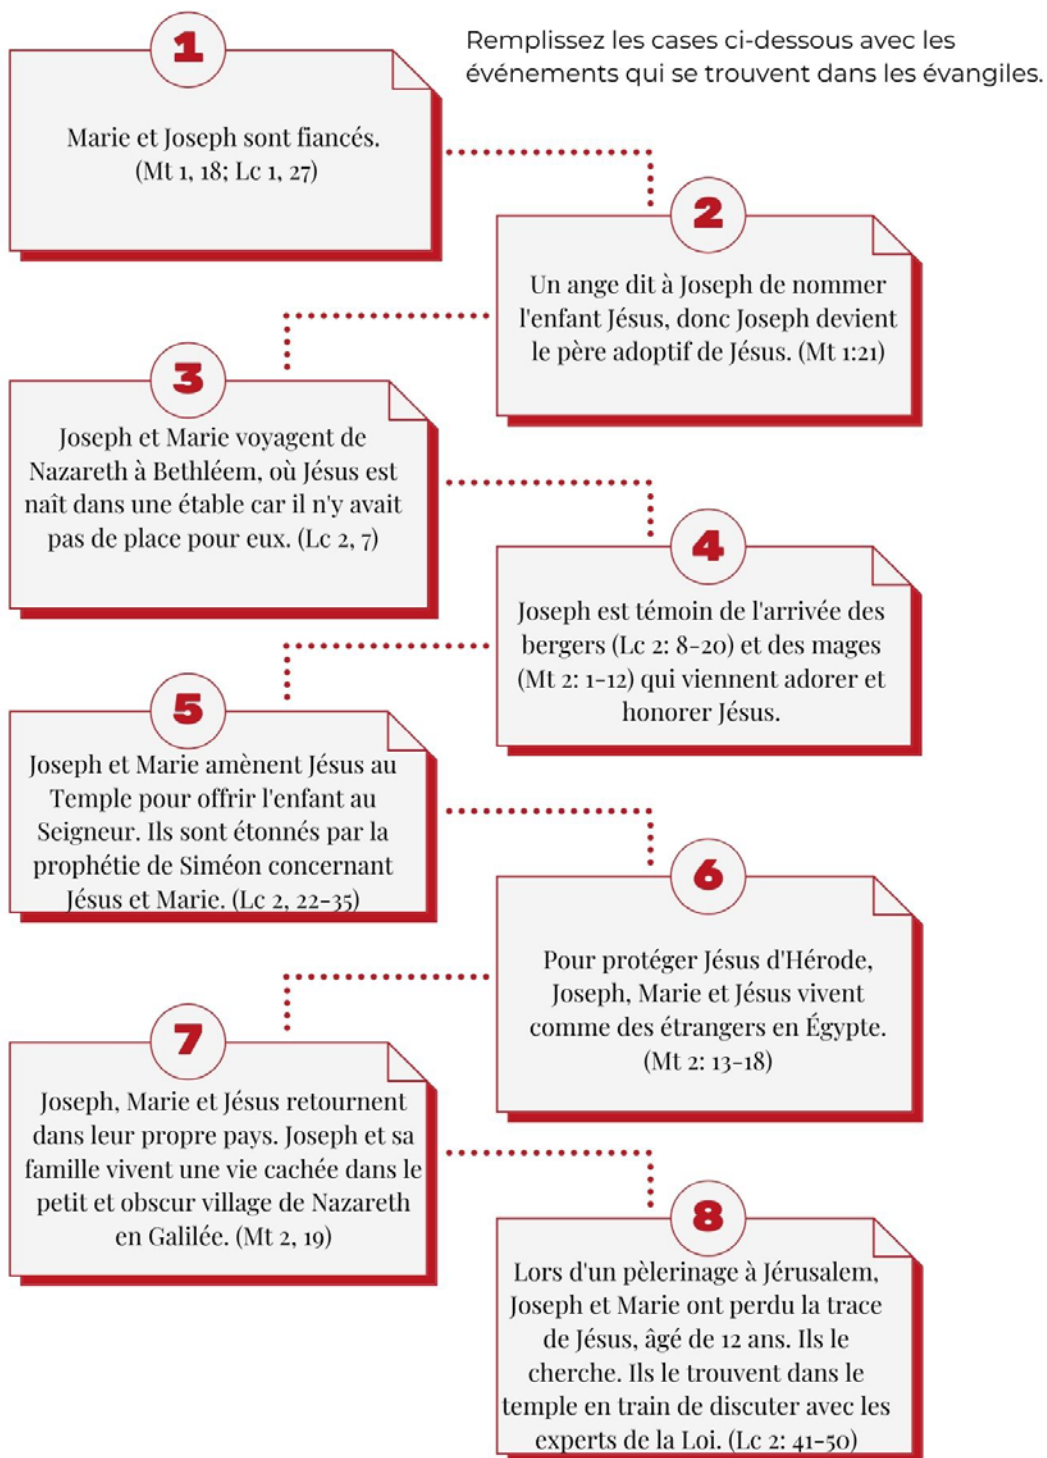 Remplissez les cases ci-dessous avec les
événements qui se trouvent dans les évangiles.
1
Marie et Joseph sont fiancés.
(Mt 1, 18; Lc 1, 27)
2
Un ange dit à Joseph de nommer
l'enfant Jésus, donc Joseph devient
le père adoptif de Jésus. (Mt 1:21)
3
Joseph et Marie voyagent de
Nazareth à Bethléem, où Jésus est
naît dans une étable car il n'y avait
pas de place pour eux. (Lc 2, 7)
4
Joseph est témoin de l'arrivée des
bergers (Lc 2: 8-20) et des mages
(Mt 2: 1-12) qui viennent adorer et
honorer Jésus.
5
Joseph et Marie amènent Jésus au
Temple pour offrir l'enfant au
Seigneur. Ils sont étonnés par la
prophétie de Siméon concernant
Jésus et Marie. (Lc 2, 22-35)
6
Pour protéger Jésus d'Hérode,
Joseph, Marie et Jésus vivent
comme des étrangers en Égypte.
(Mt 2: 13-18)
7
Joseph, Marie et Jésus retournent
dans leur propre pays. Joseph et sa
famille vivent une vie cachée dans le
petit et obscur village de Nazareth
en Galilée. (Mt 2, 19)
8
Lors d'un pèlerinage à Jérusalem,
Joseph et Marie ont perdu la trace
de Jésus, âgé de 12 ans. Ils le
cherche. Ils le trouvent dans le
temple en train de discuter avec les
experts de la Loi. (Lc 2: 41-50)